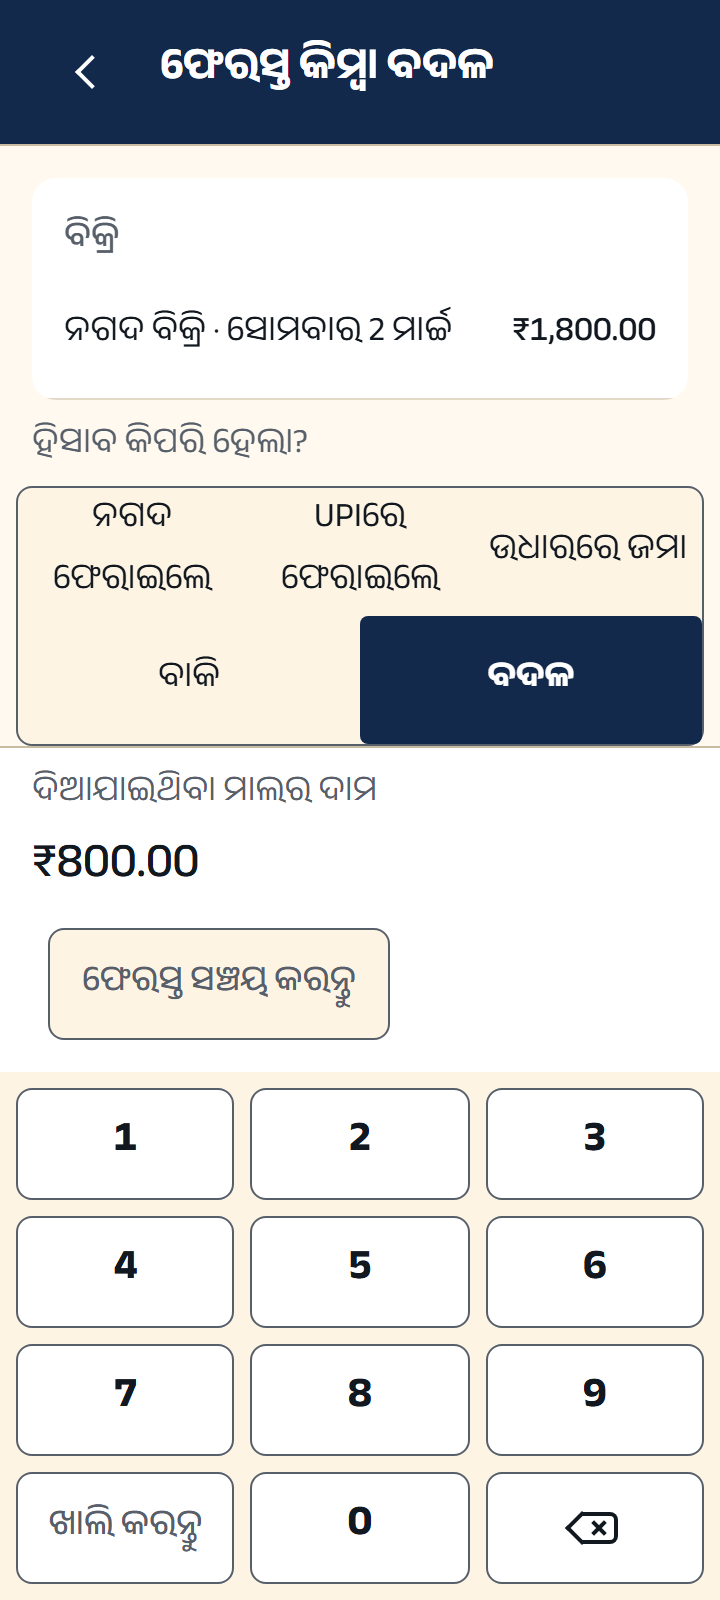 ଫେରସ୍ତ କିମ୍ବା ବଦଳ
ବିକ୍ରି
ନଗଦ ବିକ୍ରି · ସୋମବାର 2 ମାର୍ଚ୍ଚ ₹1,800.00
ହିସାବ କିପରି ହେଲା?
ନଗଦ ଫେରାଇଲେ
UPIରେ ଫେରାଇଲେ
ଉଧାରରେ ଜମା
ବାକି
ବଦଳ
ଦିଆଯାଇଥିବା ମାଲର ଦାମ
₹800.00
ଫେରସ୍ତ ସଞ୍ଚୟ କରନ୍ତୁ
1 2 3
4 5 6
7 8 9
ଖାଲି କରନ୍ତୁ 0